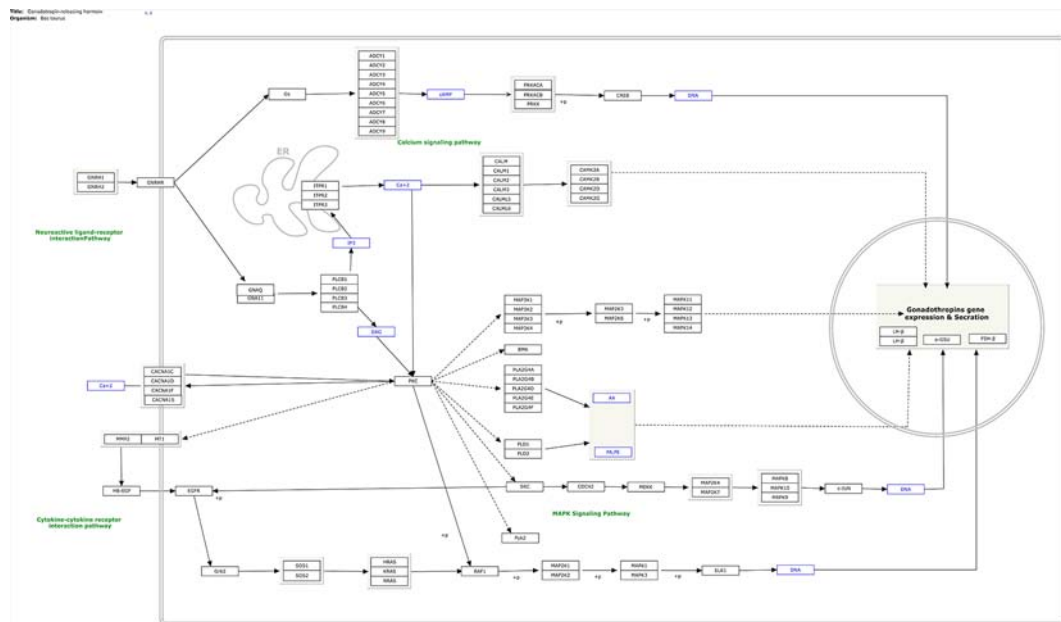 Title: Gonadotropin-releasing hormon
Organism: Bos taurus
ADCY1
ADCY2
ADCY3
ADCY4
ADCY5
ADCY6
ADCY7
ADCY8
ADCY9
Gs
cAMP
PRKACA
PRKACB
PRKX
+p
CREB
DNA
Calcium signaling pathway
ER
GNRH1
GNRH2
GNRHR
ITPR1
ITPR2
ITPR3
Ca+2
CALM
CALM1
CALM2
CALM3
CALML5
CALML6
CAMK2A
CAMK2B
CAMK2D
CAMK2G
Neuroactive ligand-receptor
interactionPathway
IP3
GNAQ
GNA11
PLCB1
PLCB2
PLCB3
PLCB4
DAG
MAP3K1
MAP3K2
MAP3K3
MAP3K4
+p
MAP2K3
MAP2K6
+p
MAPK11
MAPK12
MAPK13
MAPK14
Gonadothropins gene
expression & Secration
LH-β
LH-β
α-GSU
FSH-β
PKC
PLA2G4A
PLA2G4B
PLA2G4D
PLA2G4E
PLA2G4F
AA
Ca+2
CACNA1C
CACNA1D
CACNA1F
CACNA1S
MMP2
MT1
PLD1
PLD2
HB-EGF
EGFR
+p
SRC
CDC42
MAP2K4
MAP2K7
MAPK8
MAPK10
MAPK9
c-JUN
DNA
Cytokine-cytokine receptor
interaction pathway
MAPK Signaling Pathway
+p
Pyk2
Grb2
SOS1
SOS2
HRAS
KRAS
NRAS
RAF1
+p
MAP2K1
MAP2K2
+p
MAPK1
MAPK3
+p
ELK1
DNA